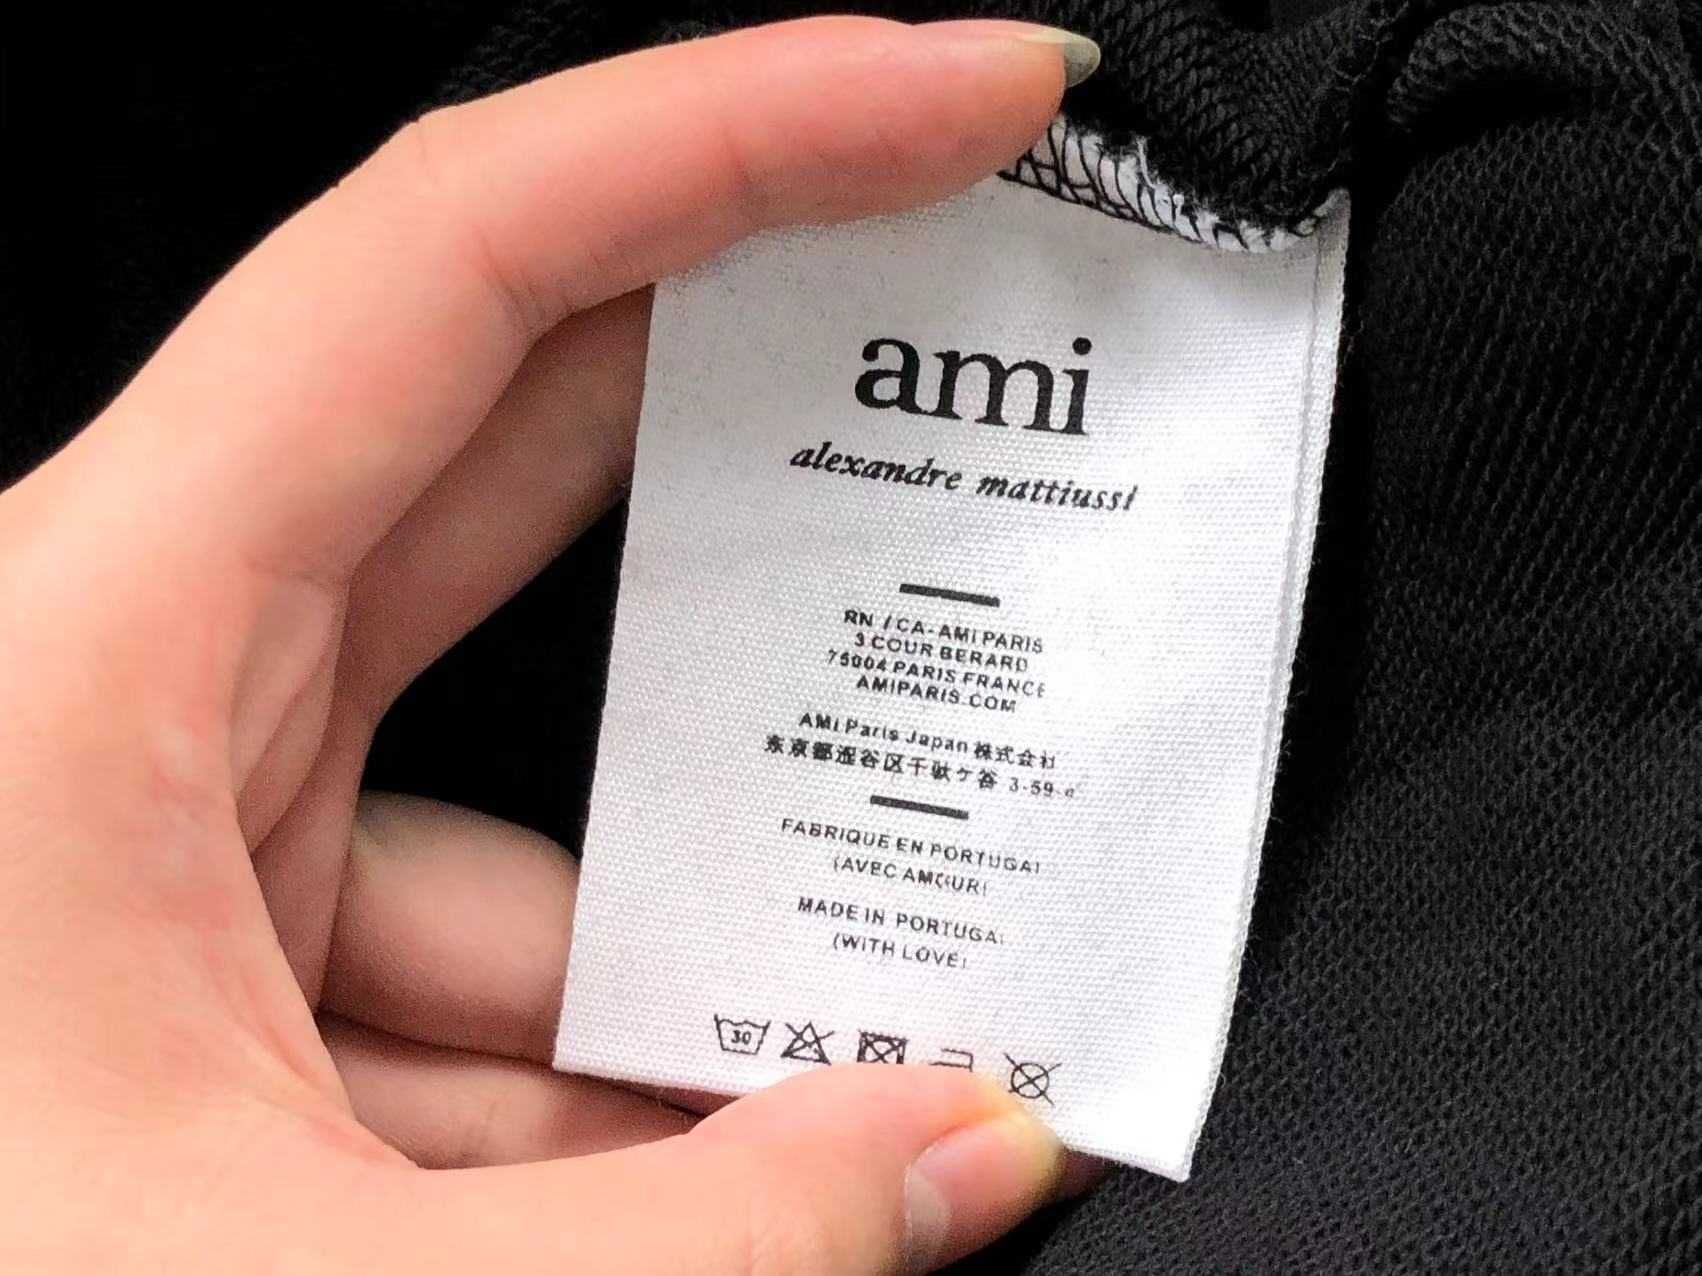 ami
alexandre mattiussi
RN / CA - AMI PARIS
3 COUR BERARD
75004 PARIS FRANCE
AMIPARIS.COM
AMI Paris Japan 株式会社
东京都涩谷区千駄ケ谷 3-59-
FABRIQUE EN PORTUGAL
(AVEC AMOUR)
MADE IN PORTUGAL
(WITH LOVE)
30